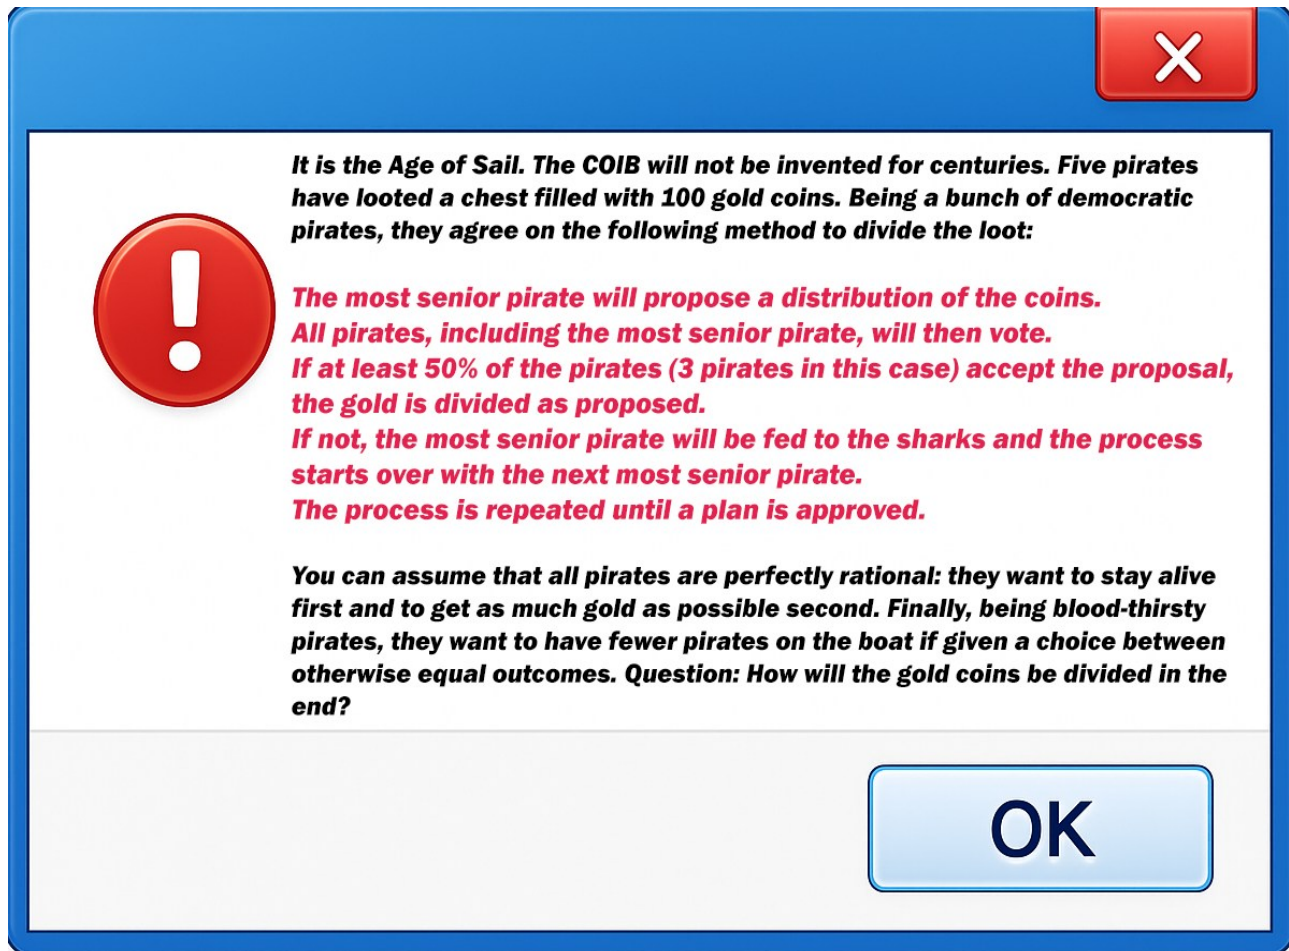 It is the Age of Sail. The COIB will not be invented for centuries. Five pirates
have looted a chest filled with 100 gold coins. Being a bunch of democratic
pirates, they agree on the following method to divide the loot:
The most senior pirate will propose a distribution of the coins.
All pirates, including the most senior pirate, will then vote.
If at least 50% of the pirates (3 pirates in this case) accept the proposal,
the gold is divided as proposed.
If not, the most senior pirate will be fed to the sharks and the process
starts over with the next most senior pirate.
The process is repeated until a plan is approved.
You can assume that all pirates are perfectly rational: they want to stay alive
first and to get as much gold as possible second. Finally, being blood-thirsty
pirates, they want to have fewer pirates on the boat if given a choice between
otherwise equal outcomes. Question: How will the gold coins be divided in the
end?
OK